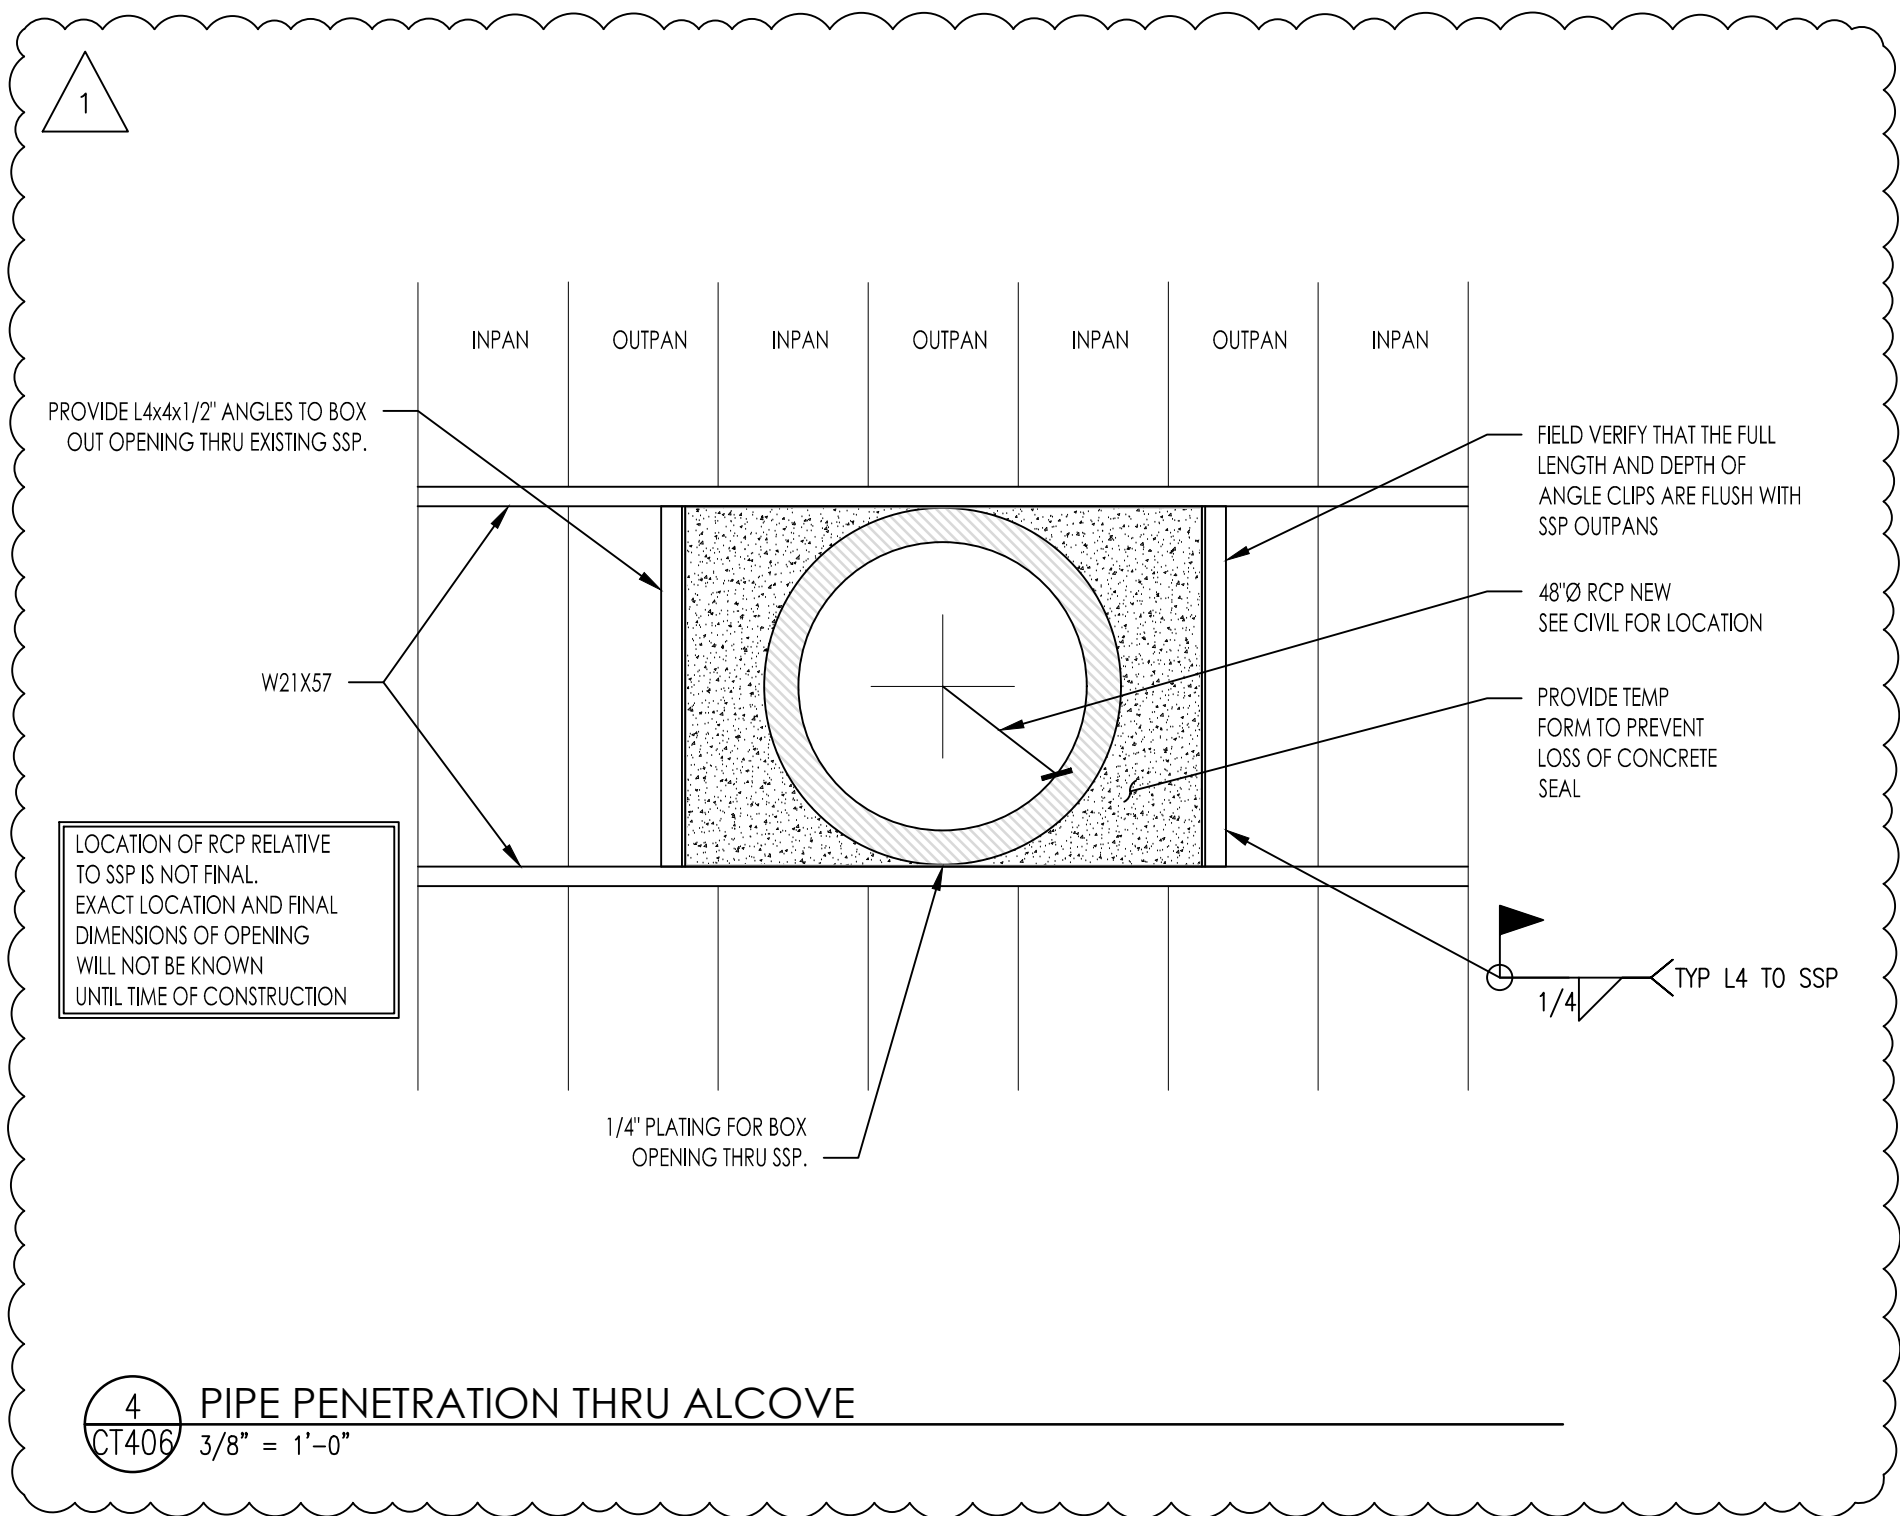 1
INPAN OUTPAN INPAN OUTPAN INPAN OUTPAN INPAN
PROVIDE L4x4x1/2" ANGLES TO BOX
OUT OPENING THRU EXISTING SSP.
FIELD VERIFY THAT THE FULL
LENGTH AND DEPTH OF
ANGLE CLIPS ARE FLUSH WITH
SSP OUTPANS
48"Ø RCP NEW
SEE CIVIL FOR LOCATION
W21X57
PROVIDE TEMP
FORM TO PREVENT
LOSS OF CONCRETE
SEAL
LOCATION OF RCP RELATIVE
TO SSP IS NOT FINAL.
EXACT LOCATION AND FINAL
DIMENSIONS OF OPENING
WILL NOT BE KNOWN
UNTIL TIME OF CONSTRUCTION
1/4
TYP L4 TO SSP
1/4" PLATING FOR BOX
OPENING THRU SSP.
4
CT406
PIPE PENETRATION THRU ALCOVE
3/8" = 1'-0"